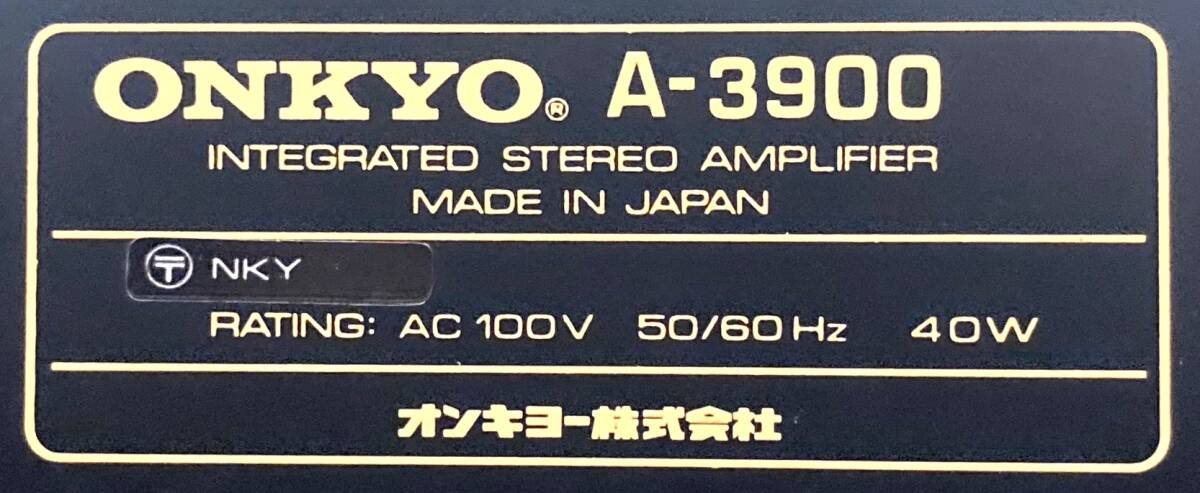 ONKYO® A-3900
INTEGRATED STEREO AMPLIFIER
MADE IN JAPAN
〶 NKY
RATING: AC 100V 50/60Hz 40W
オンキヨー株式会社